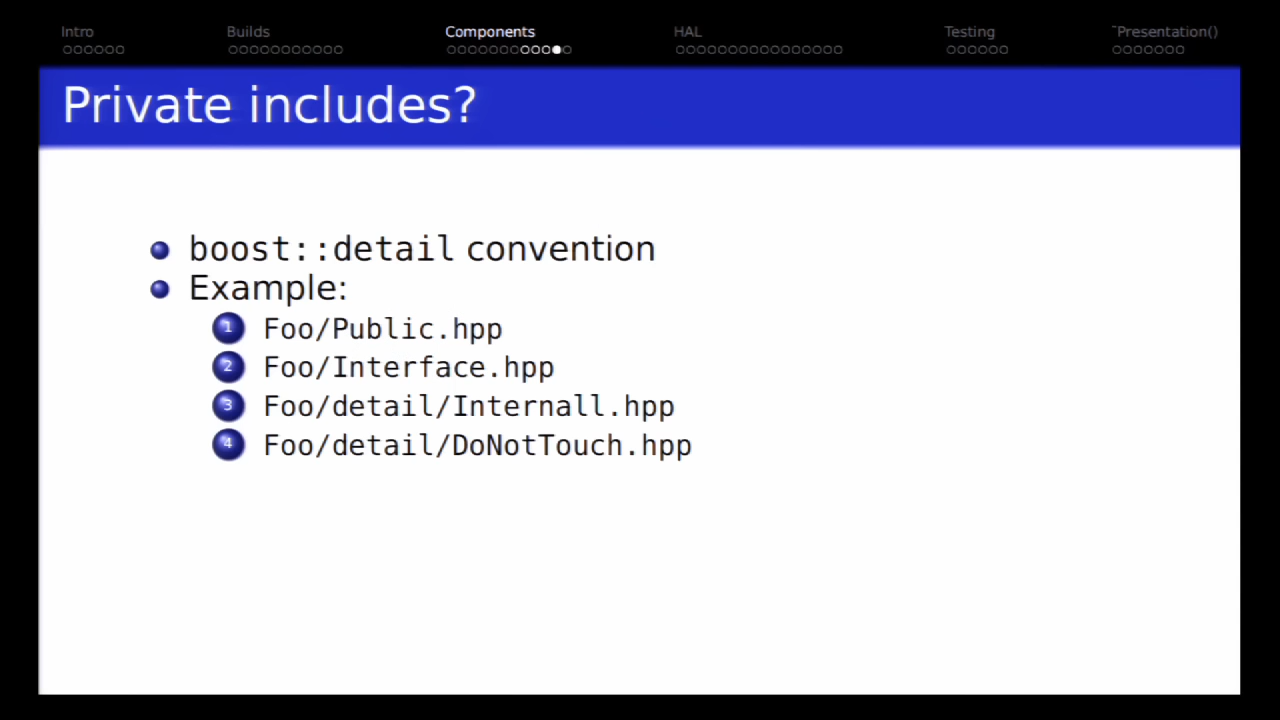 Intro Builds Components HAL Testing ~Presentation()
Private includes?
boost::detail convention
Example:
1 Foo/Public.hpp
2 Foo/Interface.hpp
3 Foo/detail/Internall.hpp
4 Foo/detail/DoNotTouch.hpp